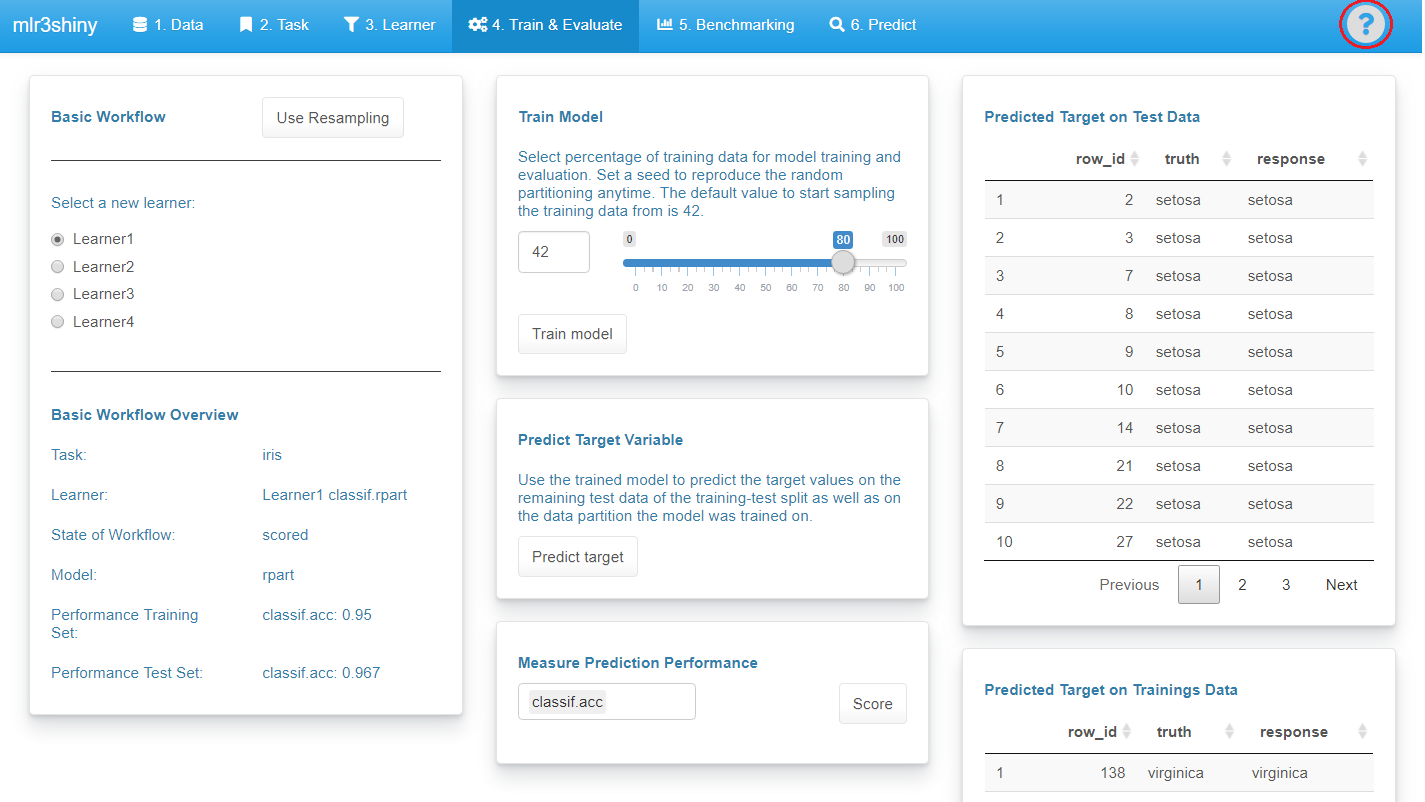 mlr3shiny 1. Data 2. Task 3. Learner 4. Train & Evaluate 5. Benchmarking 6. Predict ?
Basic Workflow Use Resampling
Select a new learner:
Learner1
Learner2
Learner3
Learner4
Basic Workflow Overview
Task: iris
Learner: Learner1 classif.rpart
State of Workflow: scored
Model: rpart
Performance Training classif.acc: 0.95
Set:
Performance Test Set: classif.acc: 0.967
Train Model
Select percentage of training data for model training and
evaluation. Set a seed to reproduce the random
partitioning anytime. The default value to start sampling
the training data from is 42.
42 0 80 100
0 10 20 30 40 50 60 70 80 90 100
Train model
Predict Target Variable
Use the trained model to predict the target values on the
remaining test data of the training-test split as well as on
the data partition the model was trained on.
Predict target
Measure Prediction Performance
classif.acc Score
Predicted Target on Test Data
row_id truth response
1 2 setosa setosa
2 3 setosa setosa
3 7 setosa setosa
4 8 setosa setosa
5 9 setosa setosa
6 10 setosa setosa
7 14 setosa setosa
8 21 setosa setosa
9 22 setosa setosa
10 27 setosa setosa
Previous 1 2 3 Next
Predicted Target on Trainings Data
row_id truth response
1 138 virginica virginica